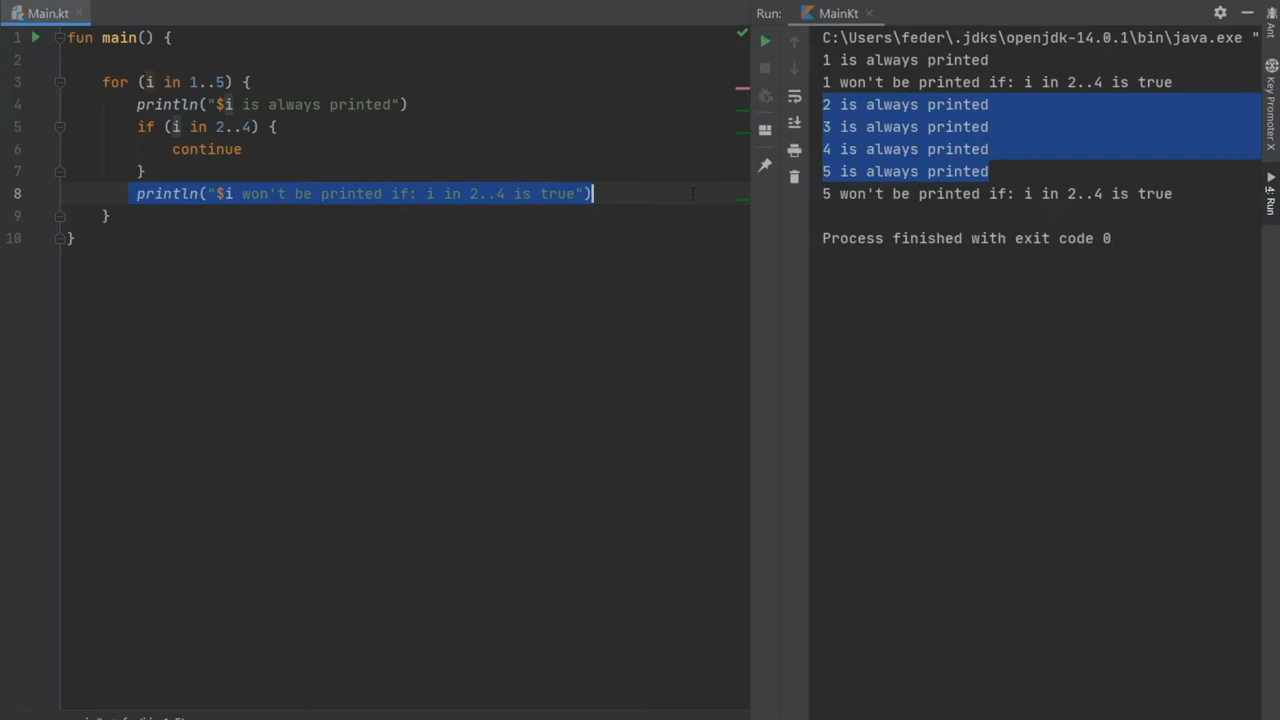 Main.kt
1 fun main() {
2
3 for (i in 1..5) {
4 println("$i is always printed")
5 if (i in 2..4) {
6 continue
7 }
8 println("$i won't be printed if: i in 2..4 is true")
9 }
10 }
Run: MainKt
C:\Users\feder\.jdks\openjdk-14.0.1\bin\java.exe "
1 is always printed
1 won't be printed if: i in 2..4 is true
2 is always printed
3 is always printed
4 is always printed
5 is always printed
5 won't be printed if: i in 2..4 is true
Process finished with exit code 0
Ant
Key Promoter X
4: Run